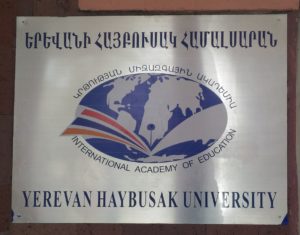 ԵՐԵՎԱՆԻ ՀԱՅԲՈՒՍԱԿ ՀԱՄԱԼՍԱՐԱՆ
ԿՐԹՈՒԹՅԱՆ ՄԻՋԱԶԳԱՅԻՆ ԱԿԱԴԵՄԻԱ
INTERNATIONAL ACADEMY OF EDUCATION
YEREVAN HAYBUSAK UNIVERSITY